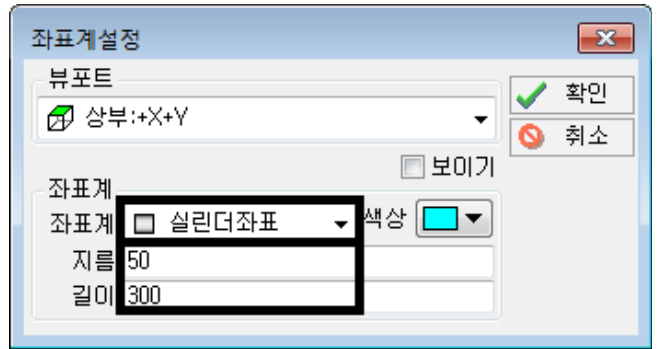 좌표계설정
뷰포트
상부:+X+Y
확인
취소
보이기
좌표계
좌표계 실린더좌표 색상
지름 50
길이 300